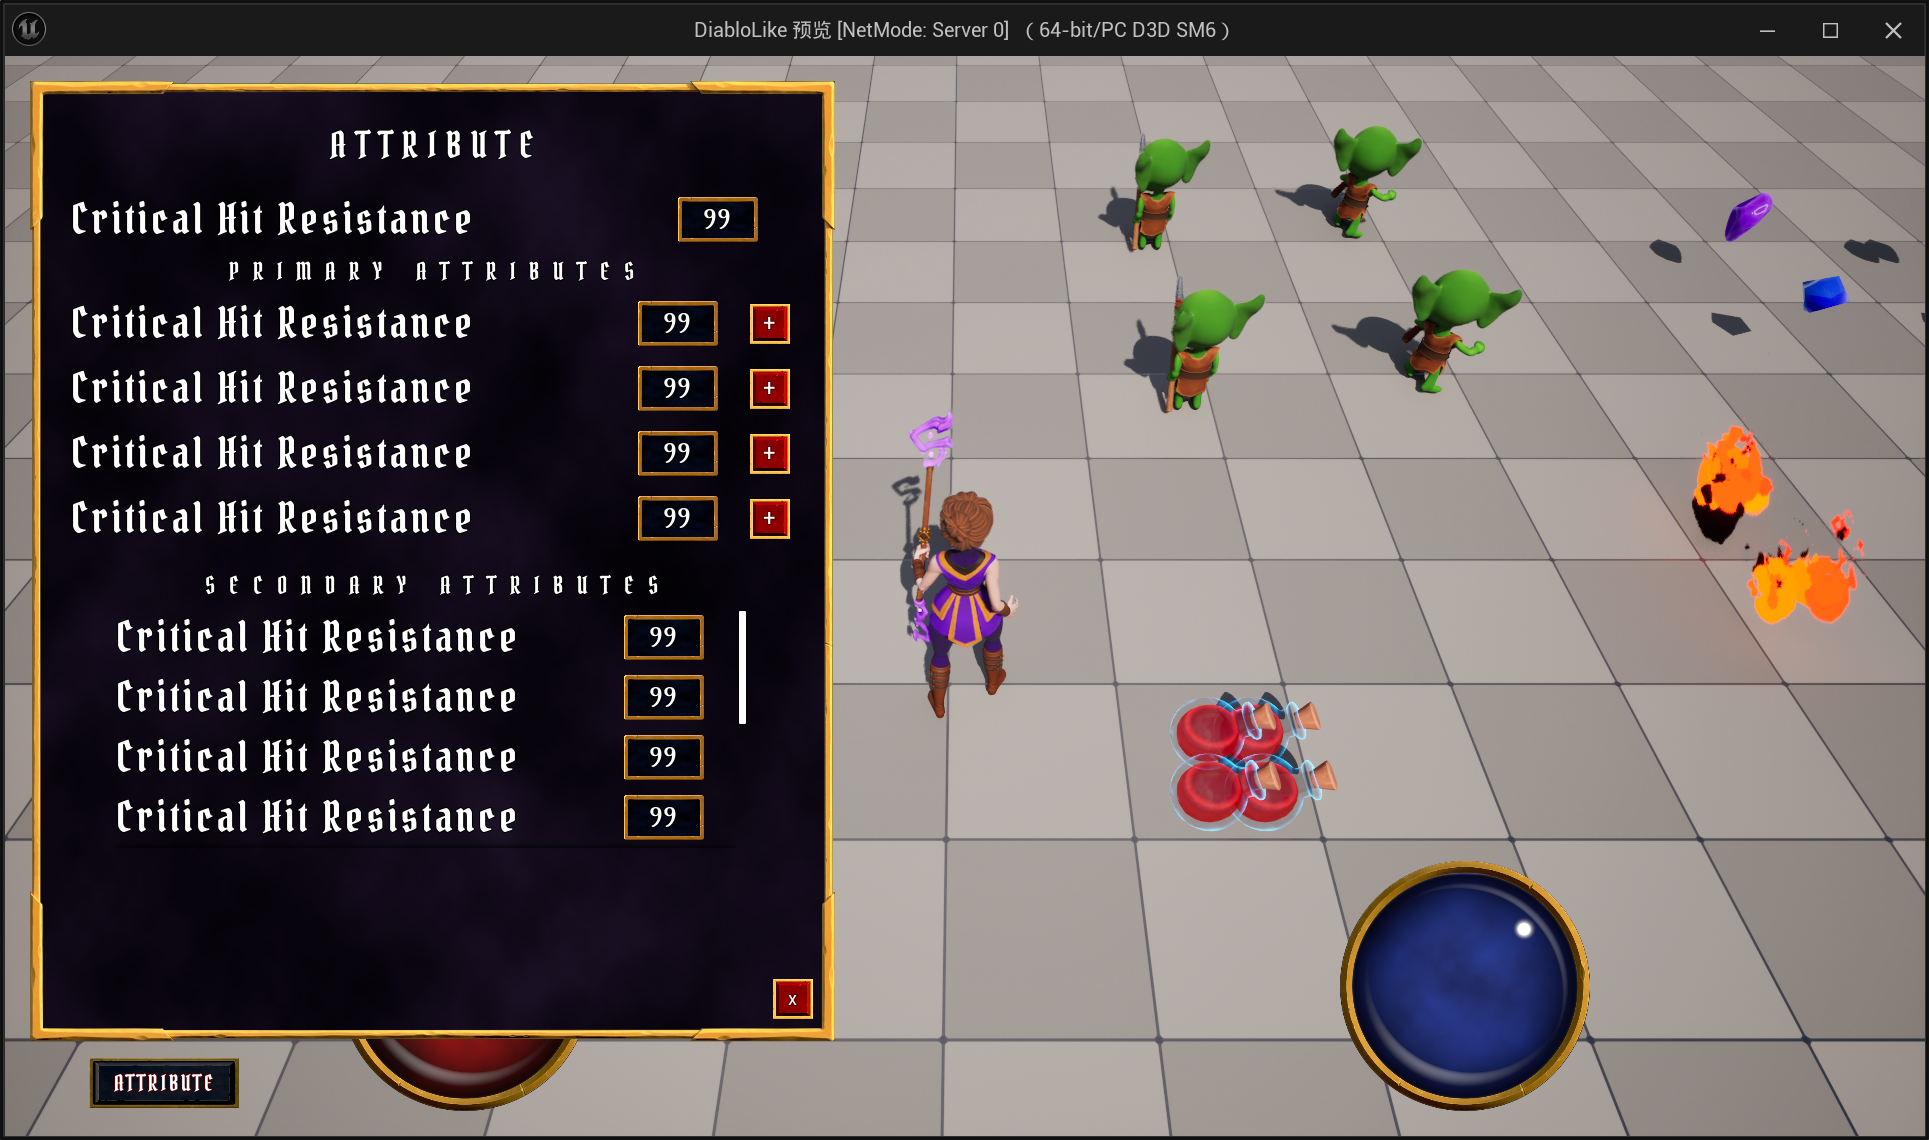 DiabloLike 预览 [NetMode: Server 0] （64-bit/PC D3D SM6）
ATTRIBUTE
Critical Hit Resistance 99
PRIMARY ATTRIBUTES
Critical Hit Resistance 99 +
Critical Hit Resistance 99 +
Critical Hit Resistance 99 +
Critical Hit Resistance 99 +
SECONDARY ATTRIBUTES
Critical Hit Resistance 99
Critical Hit Resistance 99
Critical Hit Resistance 99
Critical Hit Resistance 99
x
ATTRIBUTE